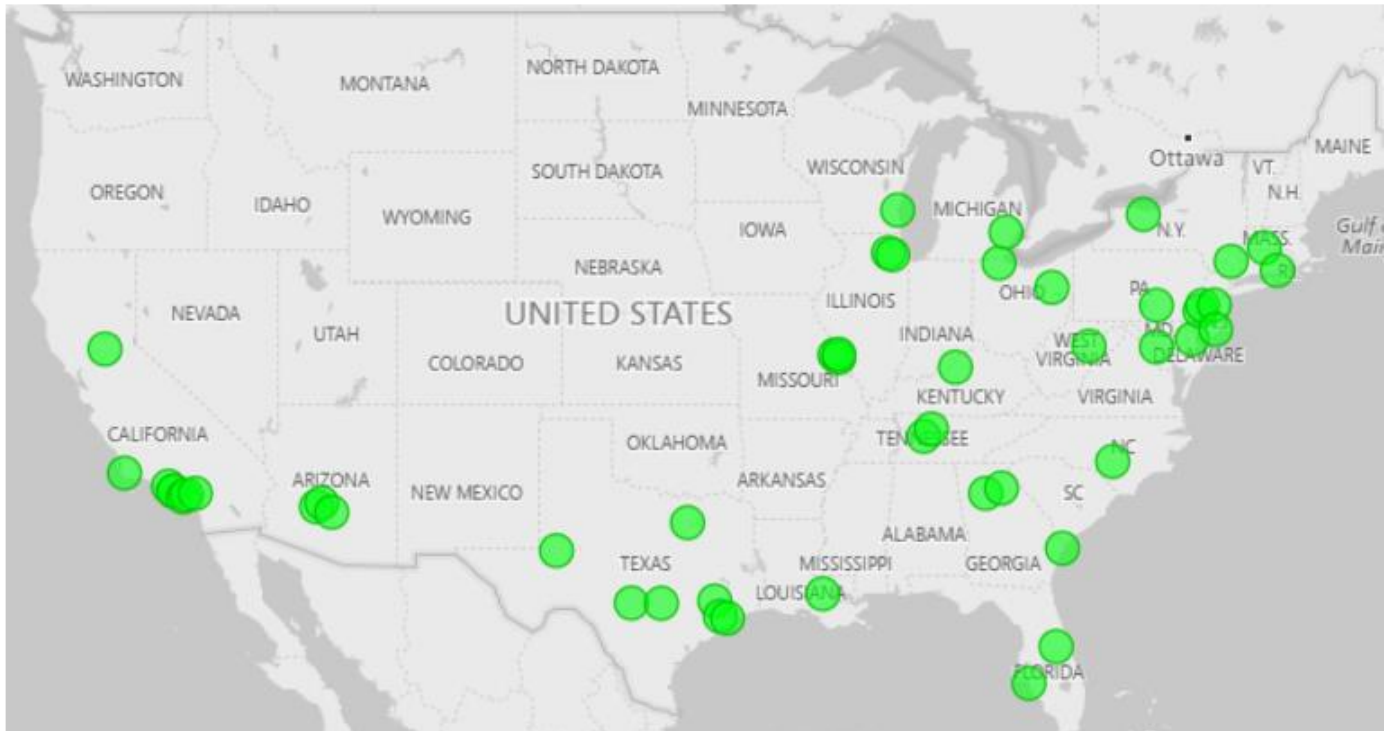 WASHINGTON
MONTANA
NORTH DAKOTA
MINNESOTA
Ottawa
MAINE
VT.
N.H.
OREGON
IDAHO
WYOMING
SOUTH DAKOTA
WISCONSIN
MICHIGAN
N.Y.
MASS.
Gulf
Main
R
IOWA
NEBRASKA
NEVADA
UTAH
UNITED STATES
ILLINOIS
OHIO
PA
COLORADO
KANSAS
MISSOURI
INDIANA
WEST
VIRGINIA
MD
DELAWARE
KENTUCKY
VIRGINIA
CALIFORNIA
ARIZONA
NEW MEXICO
OKLAHOMA
ARKANSAS
TENNESSEE
NC
SC
ALABAMA
GEORGIA
TEXAS
MISSISSIPPI
LOUISIANA
FLORIDA